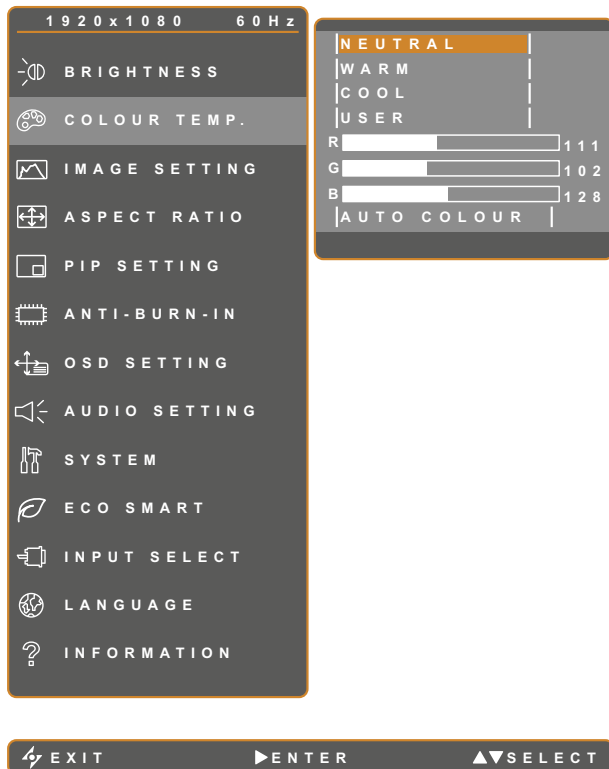 1920x1080 60Hz
BRIGHTNESS
COLOUR TEMP.
IMAGE SETTING
ASPECT RATIO
PIP SETTING
ANTI-BURN-IN
OSD SETTING
AUDIO SETTING
SYSTEM
ECO SMART
INPUT SELECT
LANGUAGE
INFORMATION
NEUTRAL
WARM
COOL
USER
R 111
G 102
B 128
AUTO COLOUR
EXIT ▶ENTER ▲▼SELECT